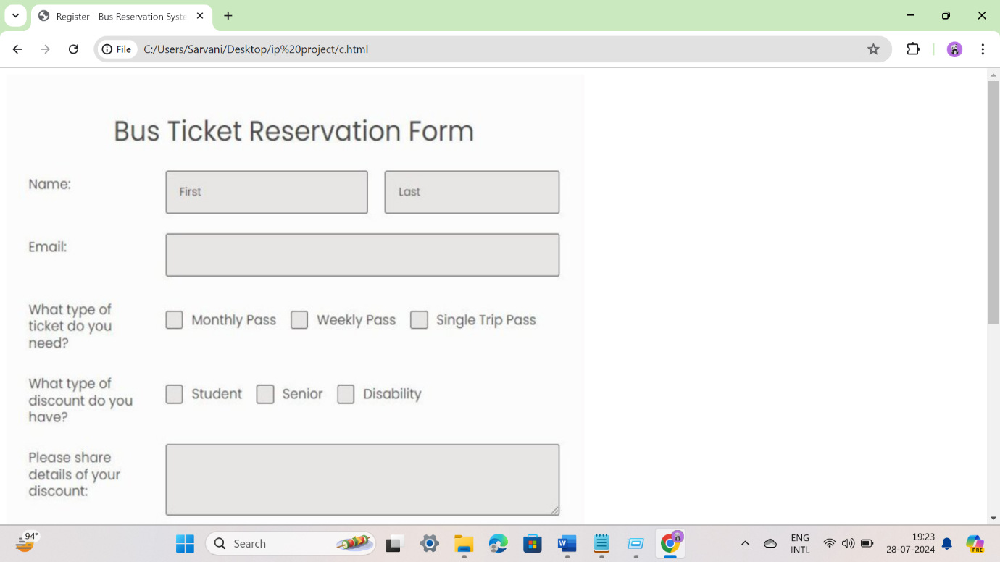 Register - Bus Reservation Syste
File C:/Users/Sarvani/Desktop/ip%20project/c.html
Bus Ticket Reservation Form
Name:
First
Last
Email:
What type of
ticket do you
need?
Monthly Pass
Weekly Pass
Single Trip Pass
What type of
discount do you
have?
Student
Senior
Disability
Please share
details of your
discount:
94°
Search
W
ENG
INTL
19:23
28-07-2024
PRE